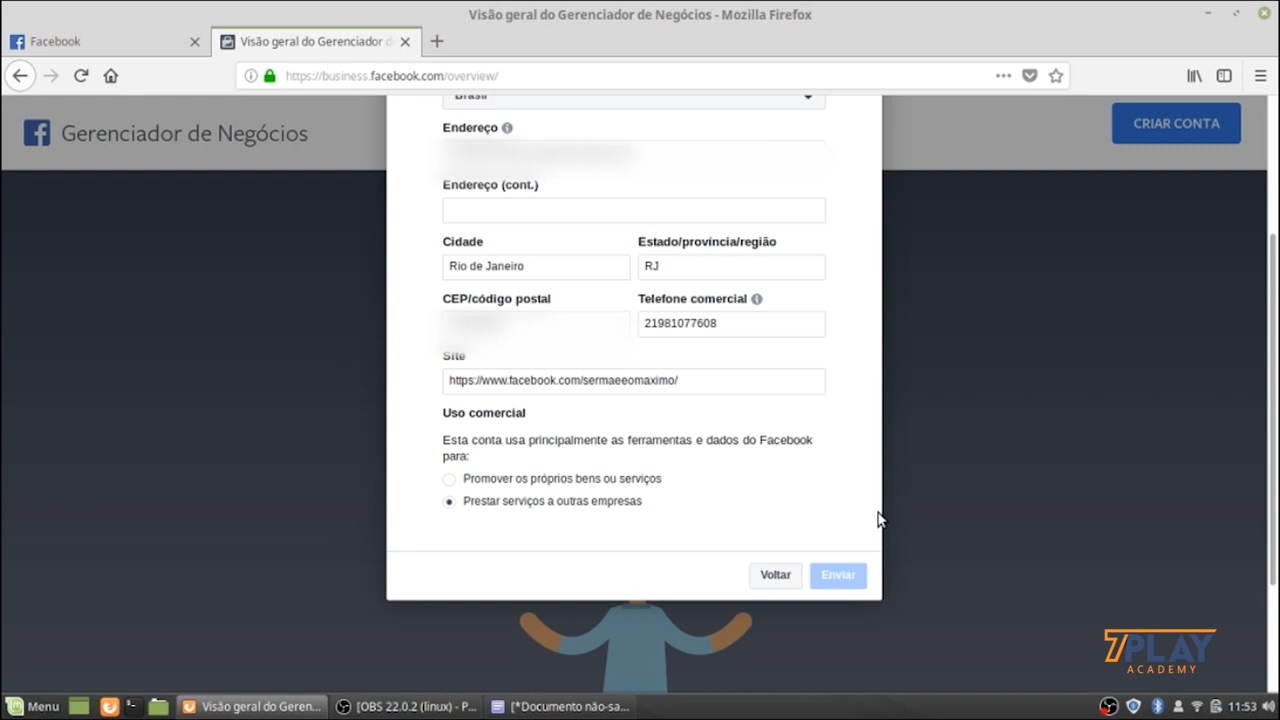 Visão geral do Gerenciador de Negócios - Mozilla Firefox
Facebook
Visão geral do Gerenciador d
https://business.facebook.com/overview/
Gerenciador de Negócios
CRIAR CONTA
Brasil
Endereço
Endereço (cont.)
Cidade
Estado/província/região
Rio de Janeiro
RJ
CEP/código postal
Telefone comercial
21981077608
Site
https://www.facebook.com/sermaeeomaximo/
Uso comercial
Esta conta usa principalmente as ferramentas e dados do Facebook
para:
Promover os próprios bens ou serviços
Prestar serviços a outras empresas
Voltar
Enviar
7PLAY
ACADEMY
Menu
Visão geral do Geren...
[OBS 22.0.2 (linux) - P...
[*Documento não-sa...
11:53